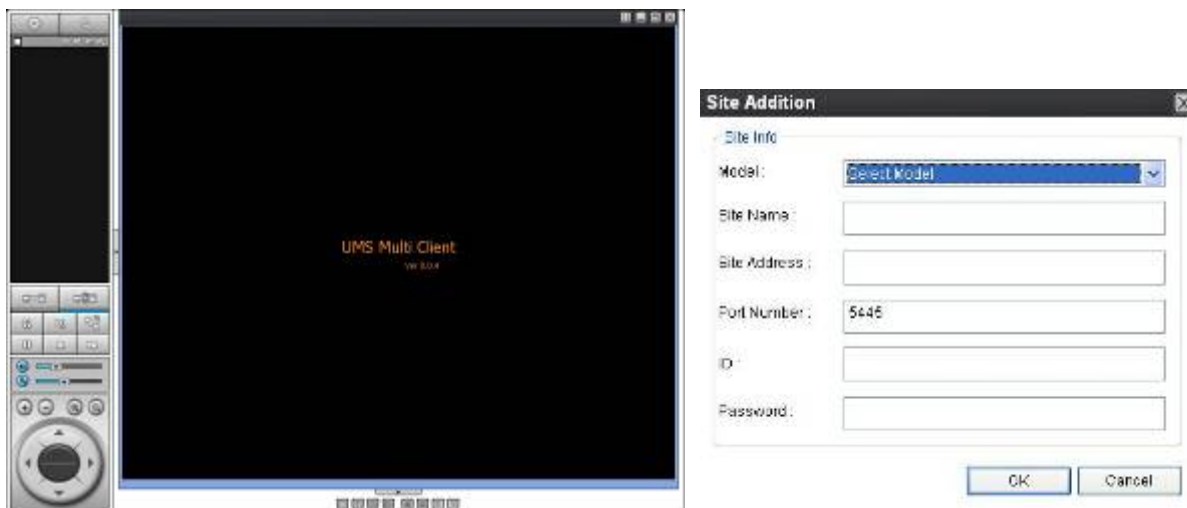 UMS Multi Client
Site Addition
Site Info
Model :
Select Model
Site Name :
Site Address :
Port Number :
5445
ID :
Password :
OK
Cancel